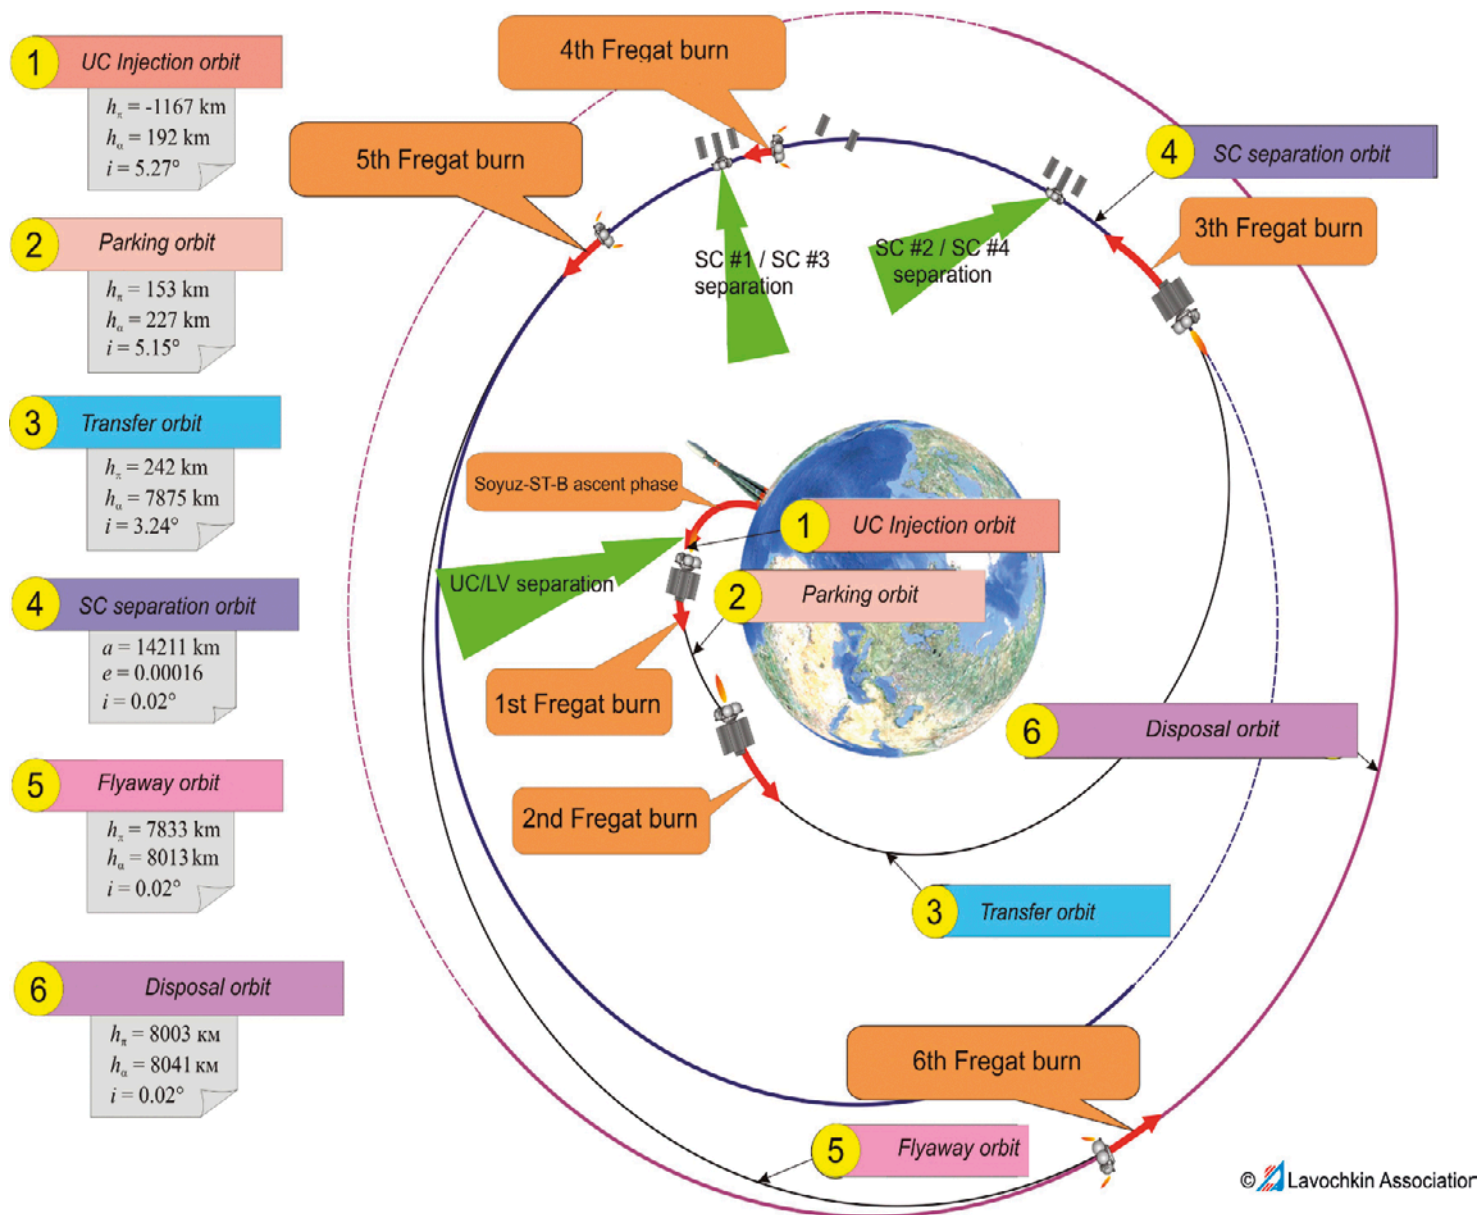 1
UC Injection orbit
hπ = -1167 km
hα = 192 km
i = 5.27°
2
Parking orbit
hπ = 153 km
hα = 227 km
i = 5.15°
3
Transfer orbit
hπ = 242 km
hα = 7875 km
i = 3.24°
4
SC separation orbit
a = 14211 km
e = 0.00016
i = 0.02°
5
Flyaway orbit
hπ = 7833 km
hα = 8013 km
i = 0.02°
6
Disposal orbit
hπ = 8003 км
hα = 8041 км
i = 0.02°
4th Fregat burn
5th Fregat burn
4
SC separation orbit
3th Fregat burn
SC #1 / SC #3
separation
SC #2 / SC #4
separation
Soyuz-ST-B ascent phase
1
UC Injection orbit
UC/LV separation
2
Parking orbit
1st Fregat burn
6
Disposal orbit
2nd Fregat burn
3
Transfer orbit
6th Fregat burn
5
Flyaway orbit
© Lavochkin Association